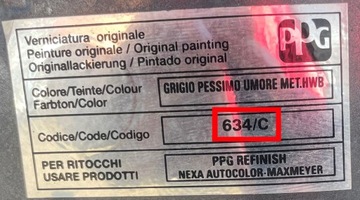 Verniciatura originale
Peinture originale / Original painting
Originallackierung / Pintado original
PPG
Colore/Teinte/Colour
Farbton/Color
GRIGIO PESSIMO UMORE MET.HWB
Codice/Code/Codigo
634/C
PER RITOCCHI
USARE PRODOTTI
PPG REFINISH
NEXA AUTOCOLOR-MAXMEYER